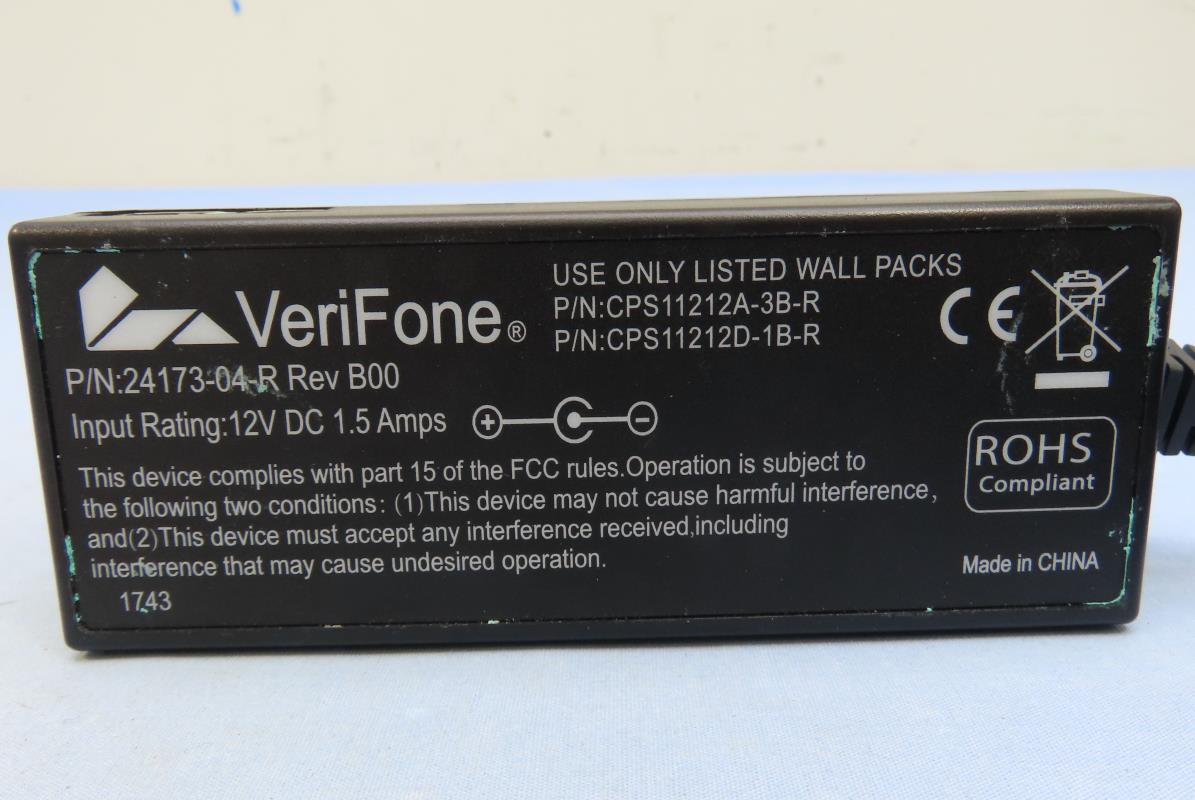 VeriFone®
P/N:24173-04-R Rev B00
Input Rating:12V DC 1.5 Amps
USE ONLY LISTED WALL PACKS
P/N:CPS11212A-3B-R
P/N:CPS11212D-1B-R
CE
ROHS
Compliant
This device complies with part 15 of the FCC rules.Operation is subject to
the following two conditions: (1)This device may not cause harmful interference,
and(2)This device must accept any interference received,including
interference that may cause undesired operation.
1743
Made in CHINA